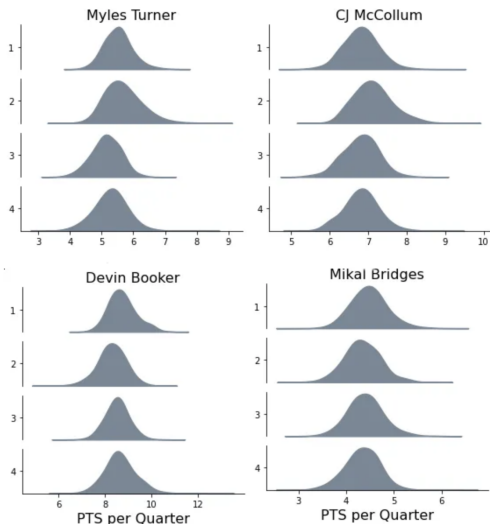 Myles Turner
1
2
3
4
3 4 5 6 7 8 9
CJ McCollum
1
2
3
4
5 6 7 8 9 10
Devin Booker
1
2
3
4
6 8 10 12
PTS per Quarter
Mikal Bridges
1
2
3
4
3 4 5 6
PTS per Quarter